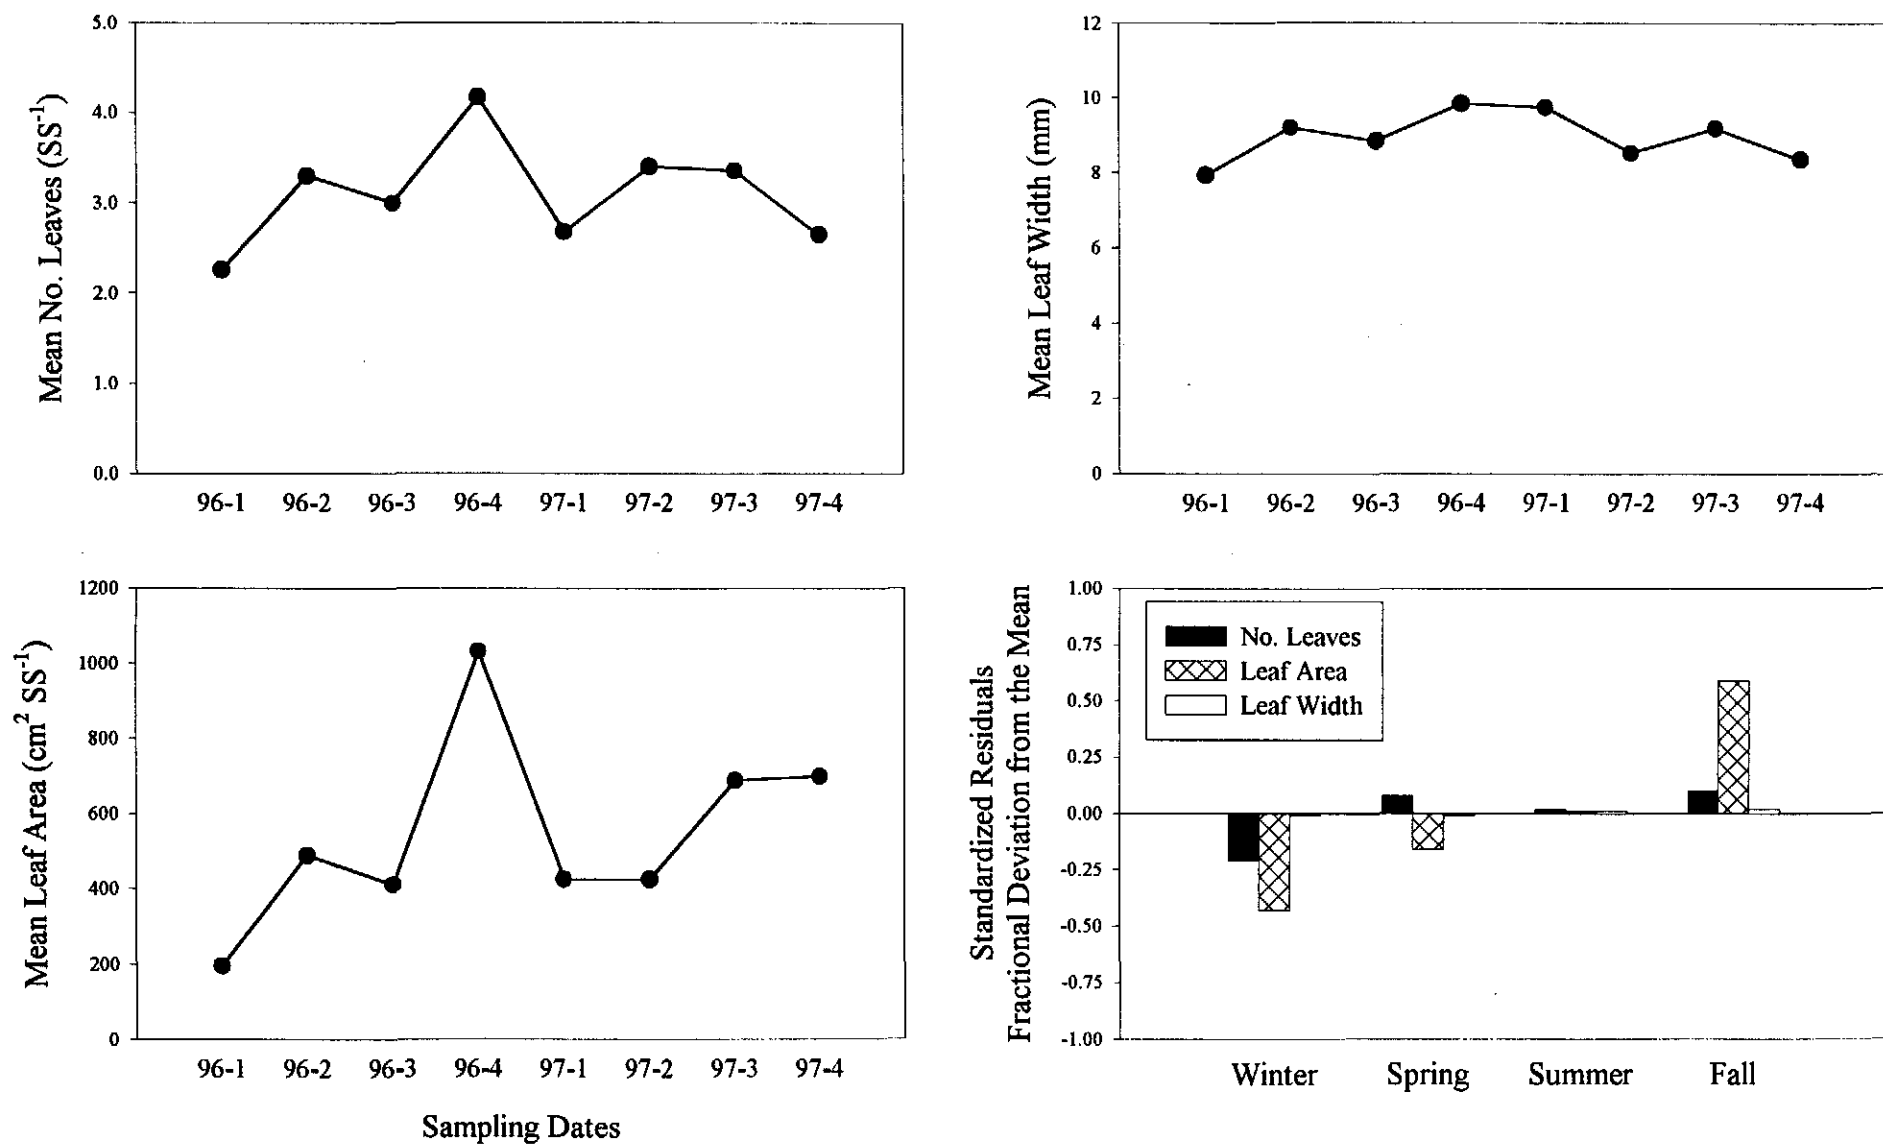 Mean No. Leaves (SS⁻¹)
5.0
4.0
3.0
2.0
1.0
0.0
96-1 96-2 96-3 96-4 97-1 97-2 97-3 97-4
Mean Leaf Width (mm)
12
10
8
6
4
2
0
96-1 96-2 96-3 96-4 97-1 97-2 97-3 97-4
Mean Leaf Area (cm² SS⁻¹)
1200
1000
800
600
400
200
0
96-1 96-2 96-3 96-4 97-1 97-2 97-3 97-4
Sampling Dates
Standardized Residuals
Fractional Deviation from the Mean
1.00
0.75
0.50
0.25
0.00
-0.25
-0.50
-0.75
-1.00
No. Leaves
Leaf Area
Leaf Width
Winter Spring Summer Fall